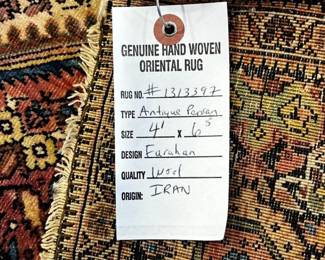 GENUINE HAND WOVEN
ORIENTAL RUG
RUG NO. #1313397
TYPE Antique Persian
SIZE 4' x 6 5
DESIGN Farahan
QUALITY Wool
ORIGIN: IRAN